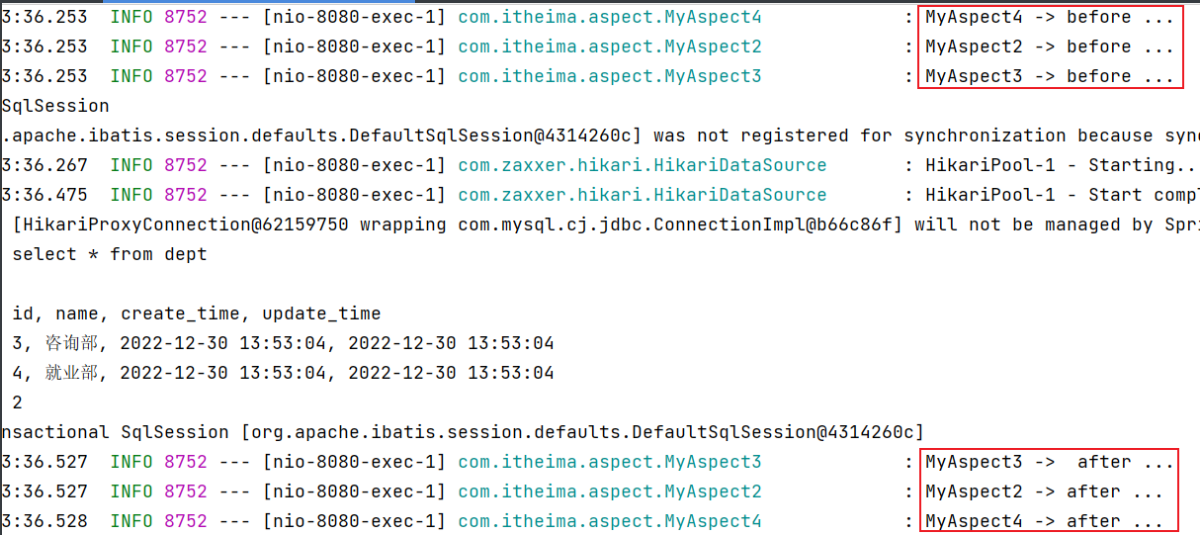 3:36.253  INFO 8752 --- [nio-8080-exec-1] com.itheima.aspect.MyAspect4             : MyAspect4 -> before ...
3:36.253  INFO 8752 --- [nio-8080-exec-1] com.itheima.aspect.MyAspect2             : MyAspect2 -> before ...
3:36.253  INFO 8752 --- [nio-8080-exec-1] com.itheima.aspect.MyAspect3             : MyAspect3 -> before ...
SqlSession
.apache.ibatis.session.defaults.DefaultSqlSession@4314260c] was not registered for synchronization because sync
3:36.267  INFO 8752 --- [nio-8080-exec-1] com.zaxxer.hikari.HikariDataSource       : HikariPool-1 - Starting..
3:36.475  INFO 8752 --- [nio-8080-exec-1] com.zaxxer.hikari.HikariDataSource       : HikariPool-1 - Start compl
[HikariProxyConnection@62159750 wrapping com.mysql.cj.jdbc.ConnectionImpl@b66c86f] will not be managed by Spri
select * from dept
id, name, create_time, update_time
3, 咨询部, 2022-12-30 13:53:04, 2022-12-30 13:53:04
4, 就业部, 2022-12-30 13:53:04, 2022-12-30 13:53:04
2
nsactional SqlSession [org.apache.ibatis.session.defaults.DefaultSqlSession@4314260c]
3:36.527  INFO 8752 --- [nio-8080-exec-1] com.itheima.aspect.MyAspect3             : MyAspect3 ->  after ...
3:36.527  INFO 8752 --- [nio-8080-exec-1] com.itheima.aspect.MyAspect2             : MyAspect2 -> after ...
3:36.528  INFO 8752 --- [nio-8080-exec-1] com.itheima.aspect.MyAspect4             : MyAspect4 -> after ...